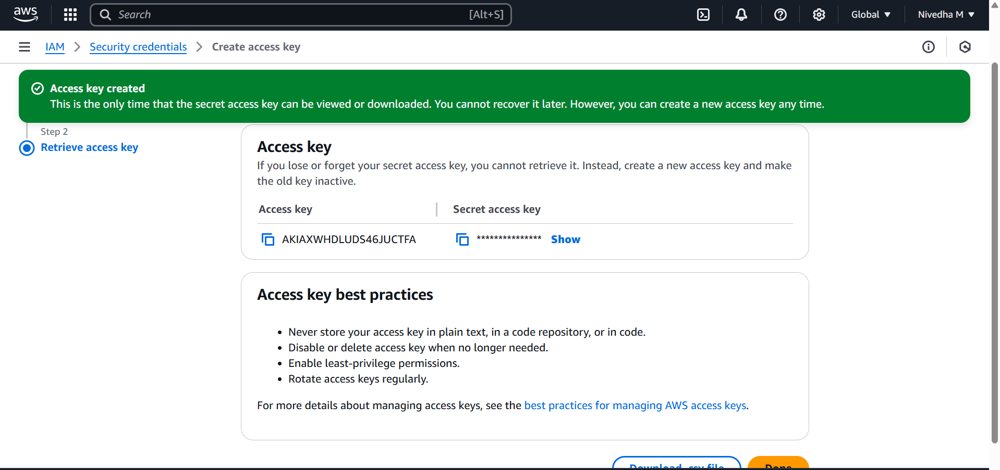 aws
Search [Alt+S] Global Nivedha M
IAM Security credentials Create access key
Access key created
This is the only time that the secret access key can be viewed or downloaded. You cannot recover it later. However, you can create a new access key any time.
Step 2
Retrieve access key
Access key
If you lose or forget your secret access key, you cannot retrieve it. Instead, create a new access key and make
the old key inactive.
Access key Secret access key
AKIAXWHDLUDS46JUCTFA *************** Show
Access key best practices
• Never store your access key in plain text, in a code repository, or in code.
• Disable or delete access key when no longer needed.
• Enable least-privilege permissions.
• Rotate access keys regularly.
For more details about managing access keys, see the best practices for managing AWS access keys.
Download .csv file Done